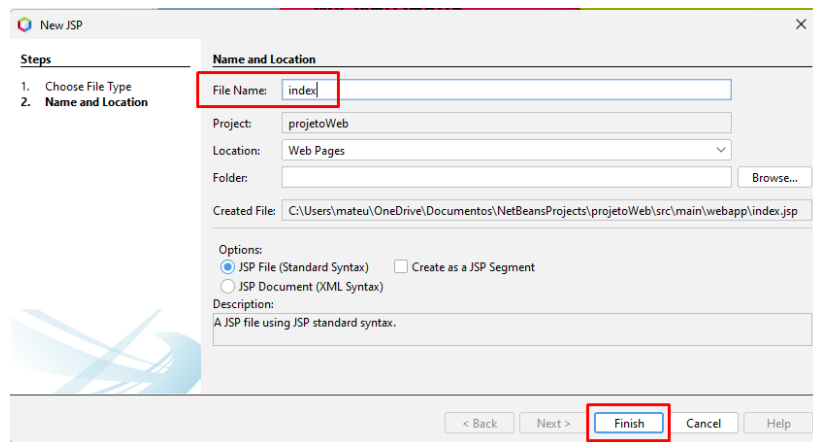 New JSP
Steps
1. Choose File Type
2. Name and Location
Name and Location
File Name: index
Project: projetoWeb
Location: Web Pages
Folder:
Browse...
Created File: C:\Users\mateu\OneDrive\Documentos\NetBeansProjects\projetoWeb\src\main\webapp\index.jsp
Options:
JSP File (Standard Syntax) Create as a JSP Segment
JSP Document (XML Syntax)
Description:
A JSP file using JSP standard syntax.
< Back Next > Finish Cancel Help